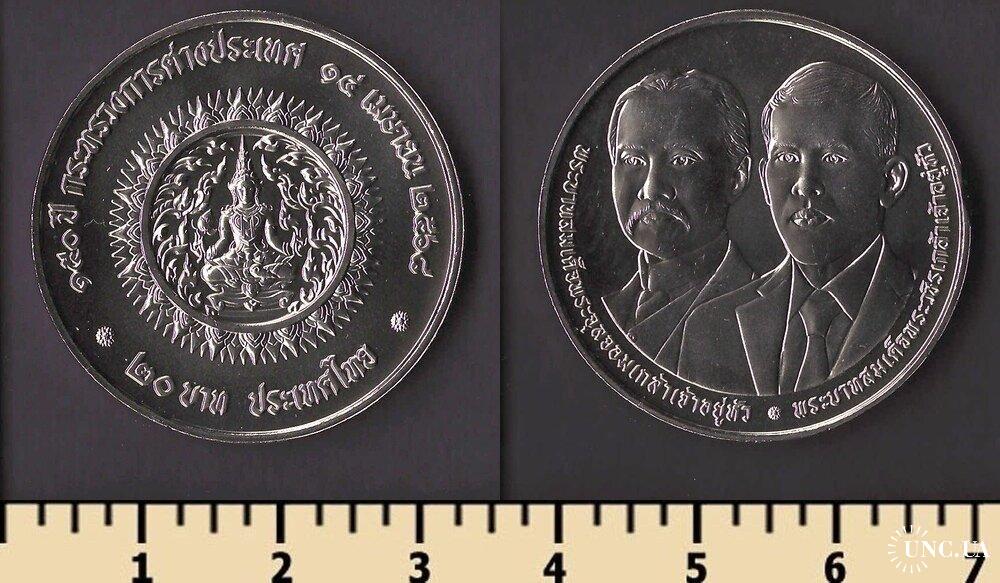 ๑๕๐ ปี กระทรวงการต่างประเทศ ๑๔ เมษายน ๒๕๖๘
๒๐ บาท ประเทศไทย
พระบาทสมเด็จพระจุลจอมเกล้าเจ้าอยู่หัว
พระบาทสมเด็จพระวชิรเกล้าเจ้าอยู่หัว
1 2 3 4 5 6 7
UNC.UA